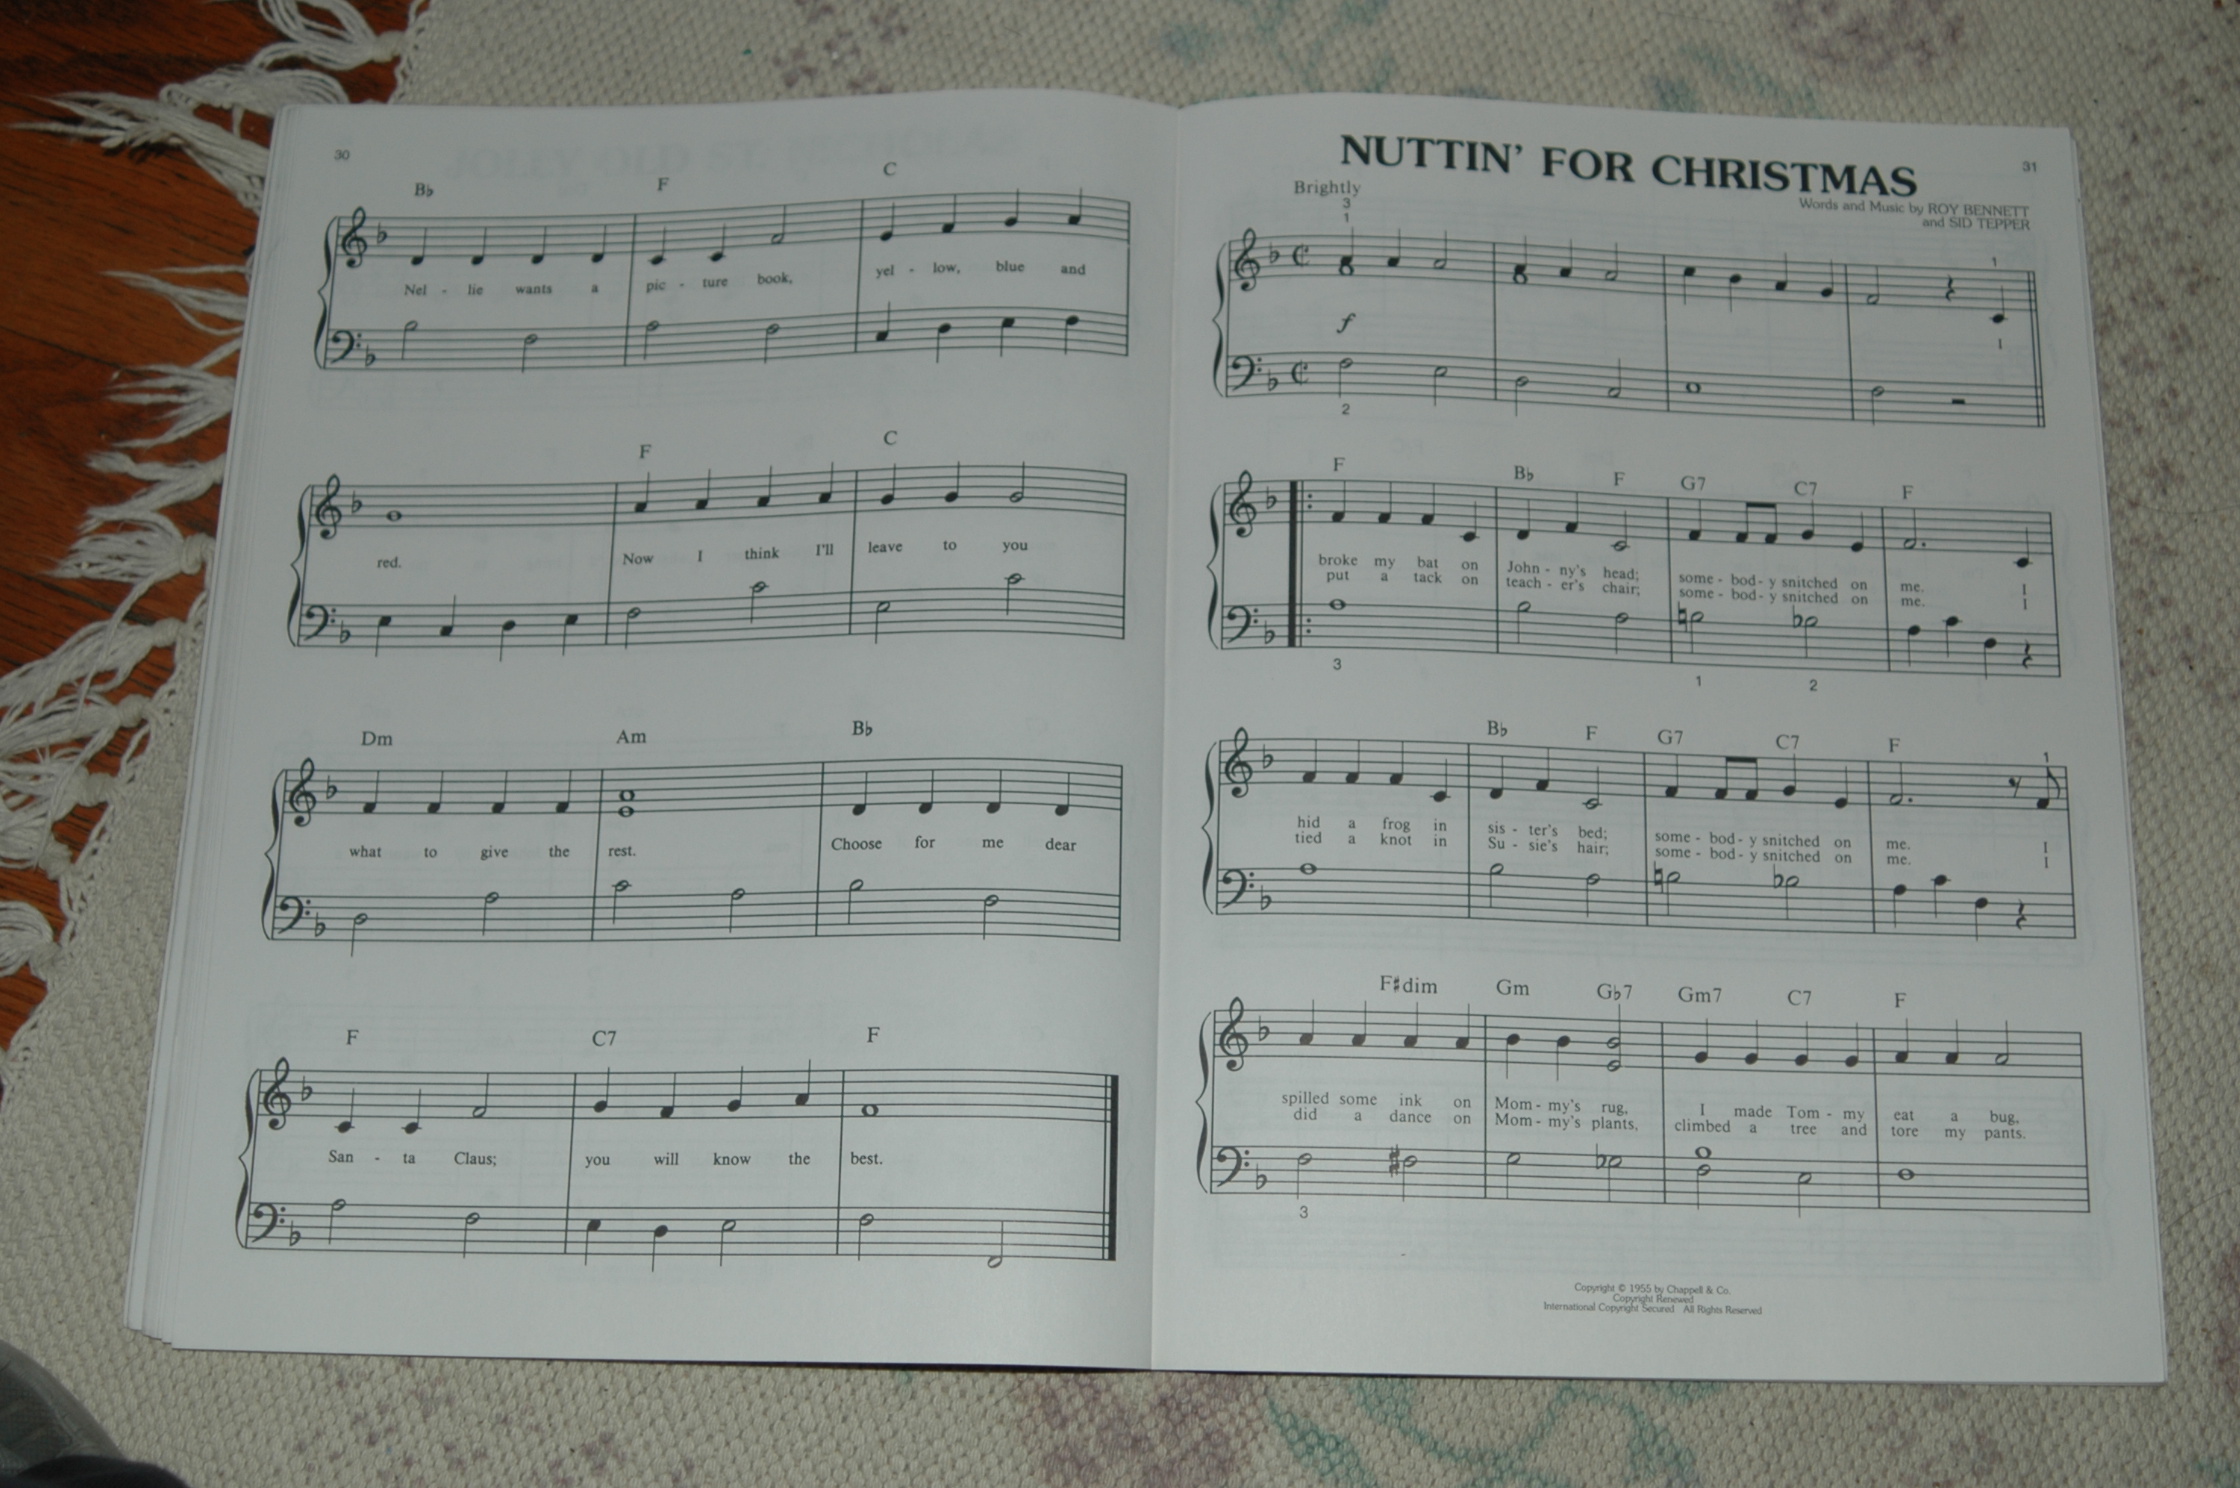 30
B♭ F C
Nel - lie wants a pic - ture book, yel - low, blue and
F C
red. Now I think I'll leave to you
Dm Am B♭
what to give the rest. Choose for me dear
F C7 F
San - ta Claus; you will know the best.
NUTTIN' FOR CHRISTMAS
31
Brightly
Words and Music by ROY BENNETT
and SID TEPPER
3
1
1
f
I
2
F B♭ F G7 C7 F
broke my bat on John - ny's head; some - bod - y snitched on me. I
put a tack on teach - er's chair; some - bod - y snitched on me. I
3 1 2
B♭ F G7 C7 F
1
hid a frog in sis - ter's bed; some - bod - y snitched on me. I
tied a knot in Su - sie's hair; some - bod - y snitched on me. I
F♯dim Gm G♭7 Gm7 C7 F
spilled some ink on Mom - my's rug, I made Tom - my eat a bug,
did a dance on Mom - my's plants, climbed a tree and tore my pants.
3
Copyright © 1955 by Chappell & Co.
Copyright Renewed
International Copyright Secured All Rights Reserved